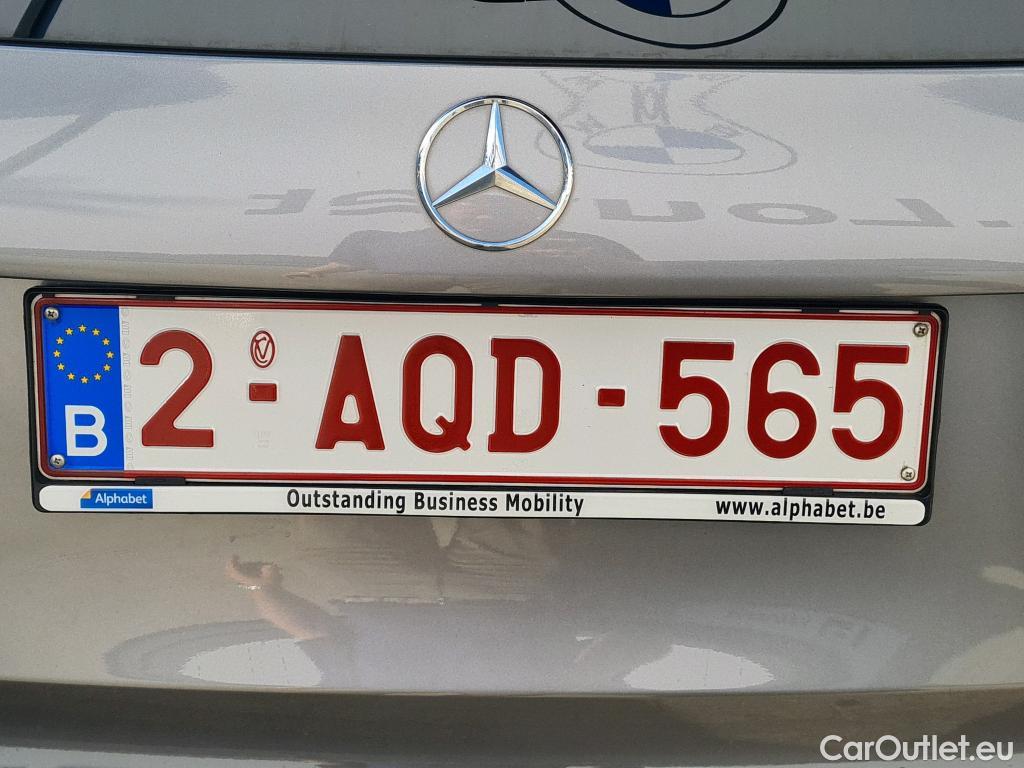 B 2-AQD-565
Alphabet Outstanding Business Mobility www.alphabet.be
CarOutlet.eu